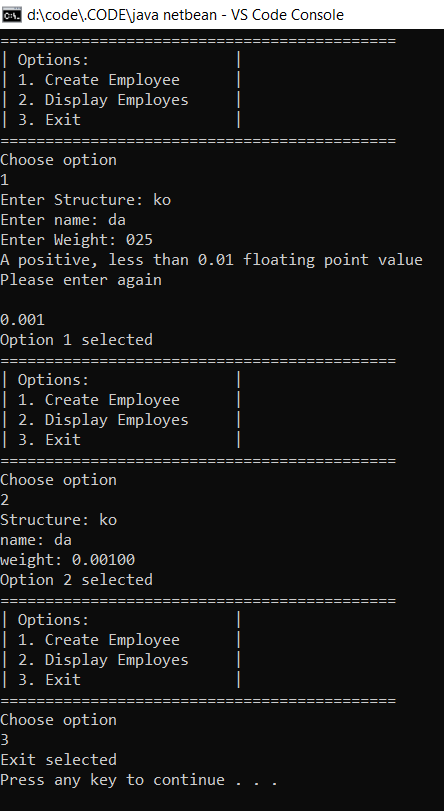 d:\code\.CODE\java netbean - VS Code Console
============================================
| Options:                |
| 1. Create Employee      |
| 2. Display Employes     |
| 3. Exit                 |
============================================
Choose option
1
Enter Structure: ko
Enter name: da
Enter Weight: 025
A positive, less than 0.01 floating point value
Please enter again

0.001
Option 1 selected
============================================
| Options:                |
| 1. Create Employee      |
| 2. Display Employes     |
| 3. Exit                 |
============================================
Choose option
2
Structure: ko
name: da
weight: 0.00100
Option 2 selected
============================================
| Options:                |
| 1. Create Employee      |
| 2. Display Employes     |
| 3. Exit                 |
============================================
Choose option
3
Exit selected
Press any key to continue . . .